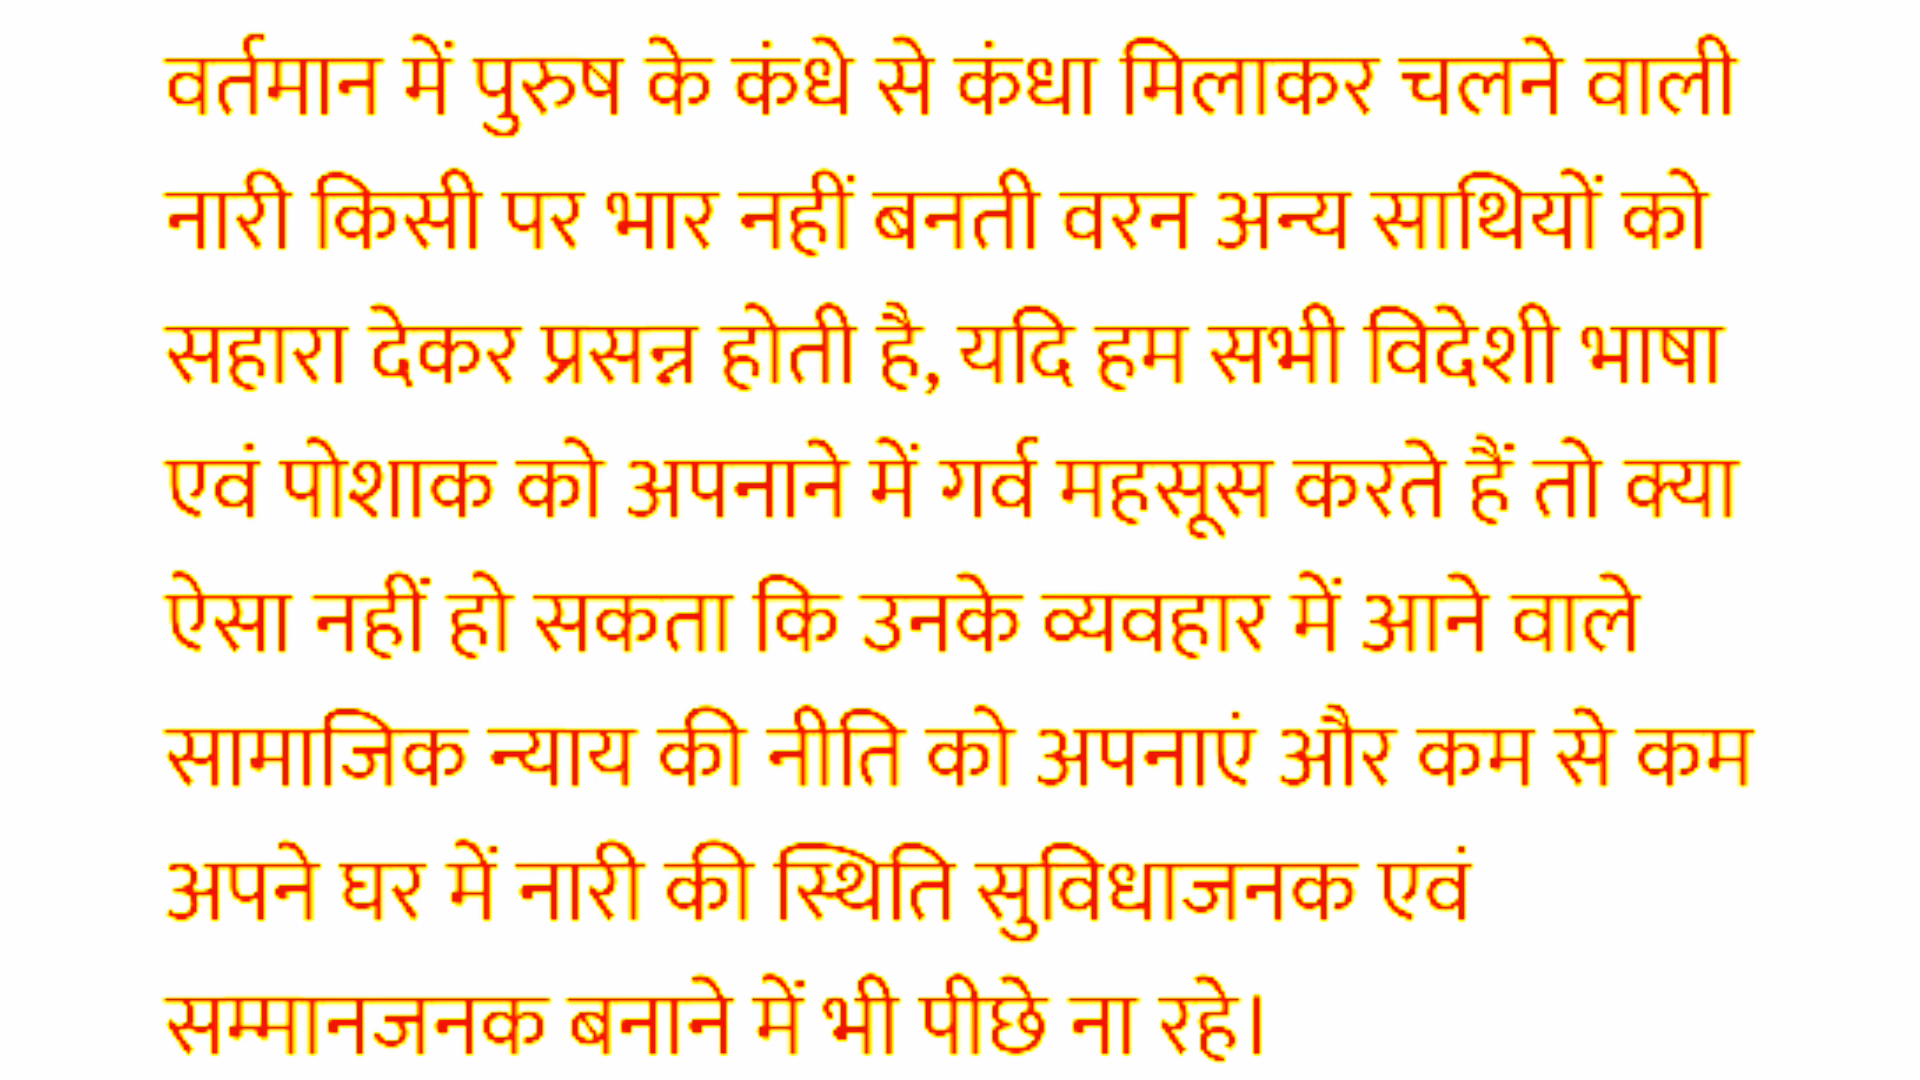 वर्तमान में पुरुष के कंधे से कंधा मिलाकर चलने वाली
नारी किसी पर भार नहीं बनती वरन अन्य साथियों को
सहारा देकर प्रसन्न होती है, यदि हम सभी विदेशी भाषा
एवं पोशाक को अपनाने में गर्व महसूस करते हैं तो क्या
ऐसा नहीं हो सकता कि उनके व्यवहार में आने वाले
सामाजिक न्याय की नीति को अपनाएं और कम से कम
अपने घर में नारी की स्थिति सुविधाजनक एवं
सम्मानजनक बनाने में भी पीछे ना रहे।